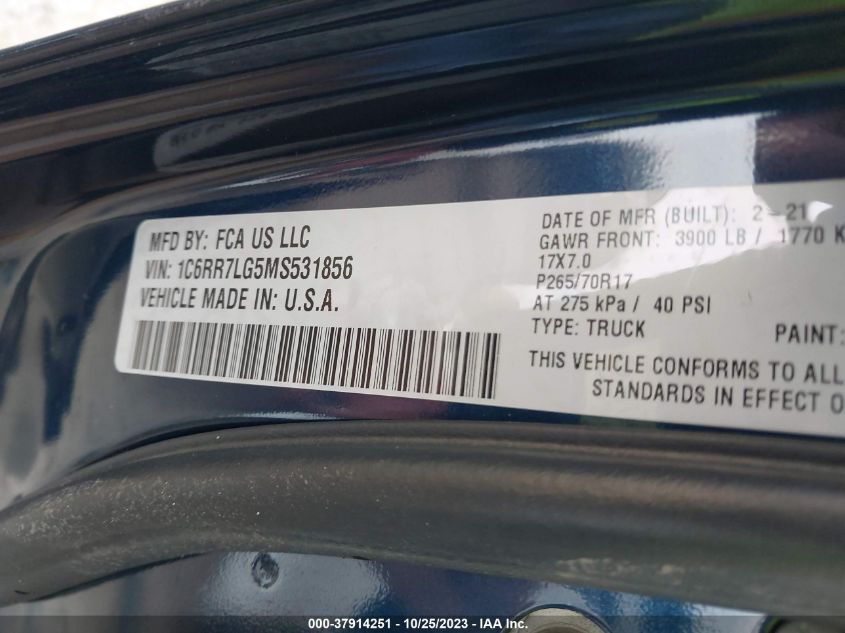 MFD BY: FCA US LLC
VIN: 1C6RR7LG5MS531856
VEHICLE MADE IN: U.S.A.
DATE OF MFR (BUILT): 2-21
GAWR FRONT: 3900 LB / 1770 K
17X7.0
P265/70R17
AT 275 kPa / 40 PSI
TYPE: TRUCK PAINT:
THIS VEHICLE CONFORMS TO ALL
STANDARDS IN EFFECT O
000-37914251 - 10/25/2023 - IAA Inc.